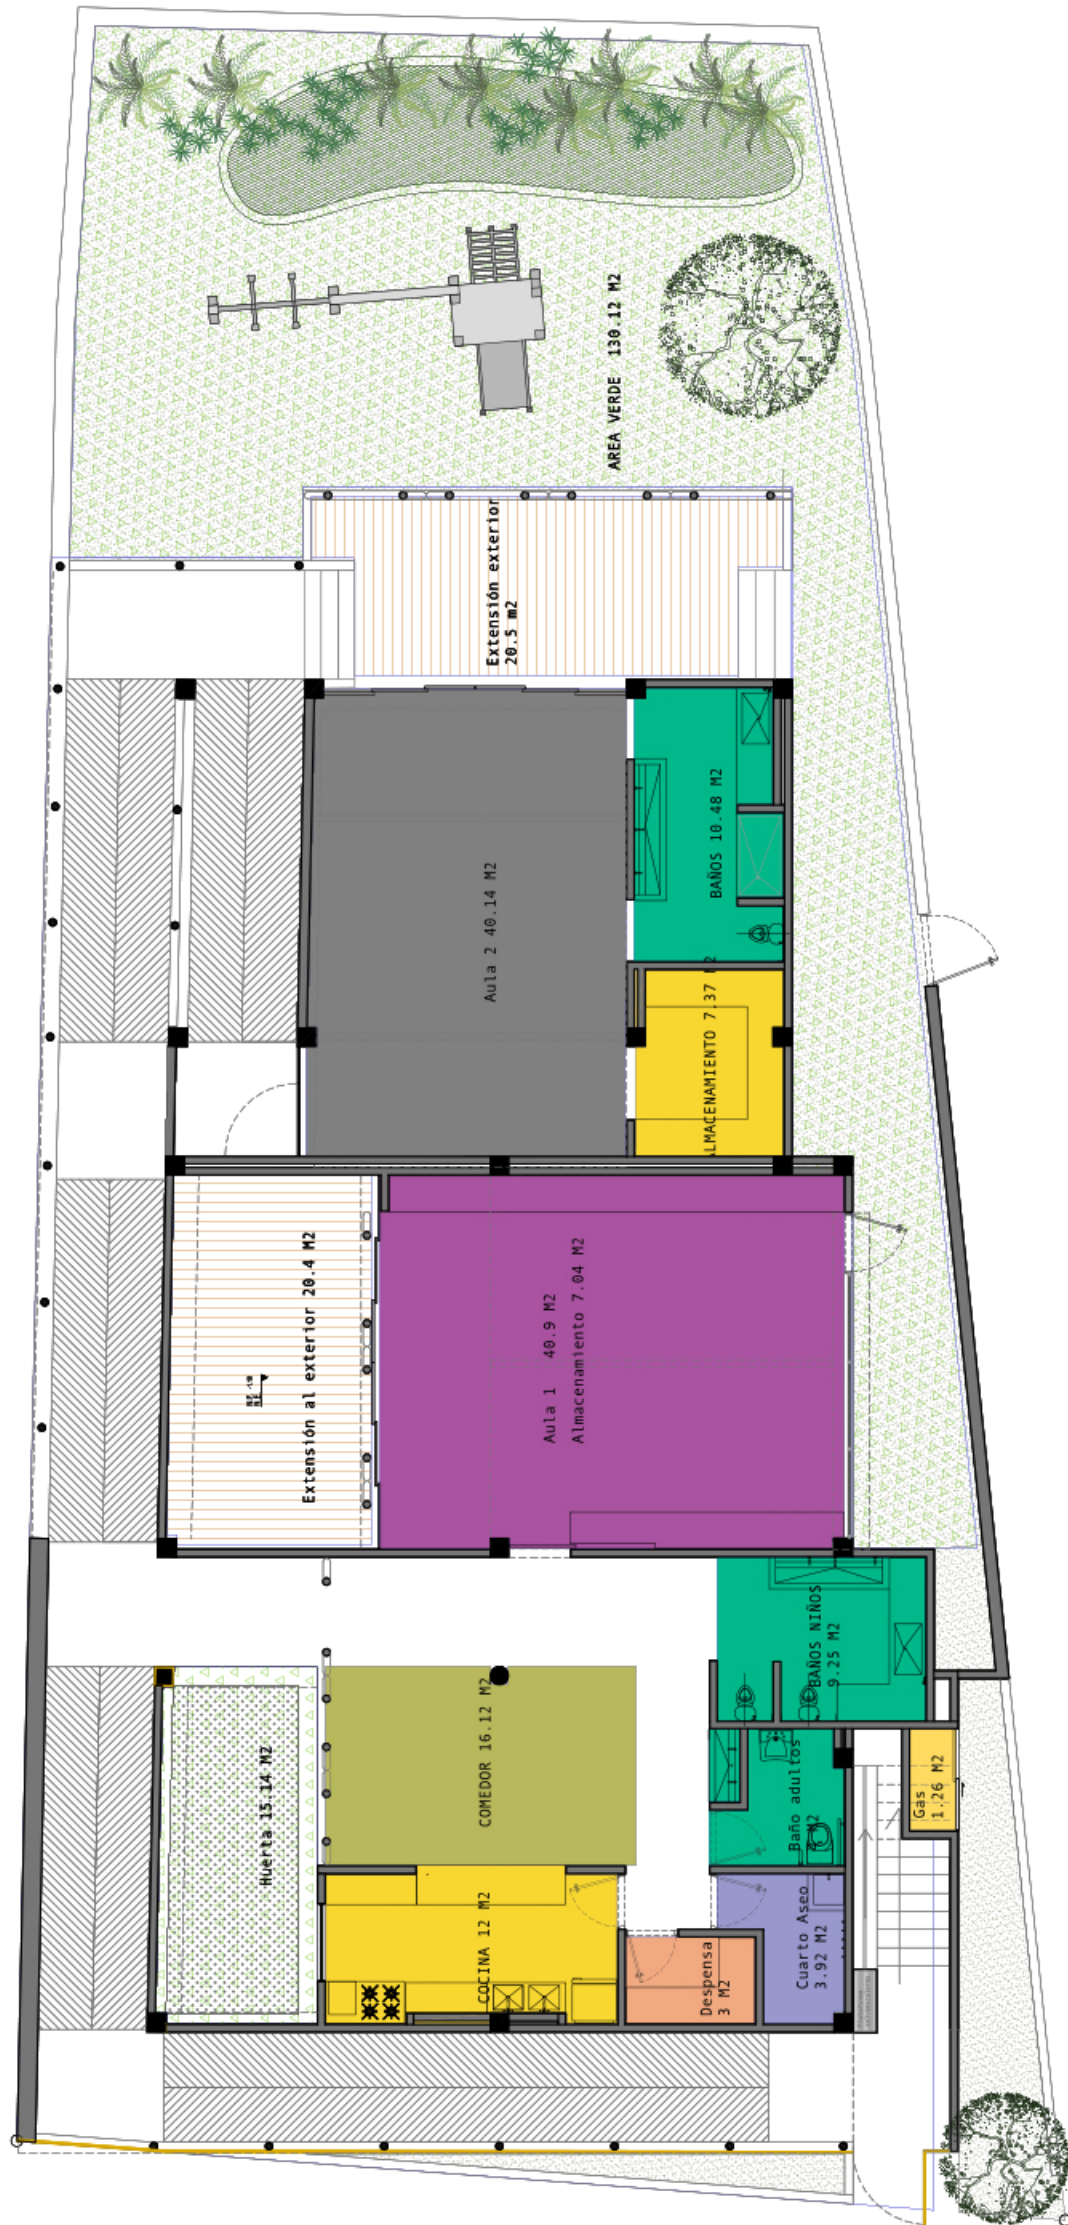 AREA VERDE 130.12 M2
Extensión exterior
20.5 m2
BAÑOS 10.48 M2
Aula 2 40.14 M2
ALMACENAMIENTO 7.37 M2
Extensión al exterior 20.4 M2
Aula 1 40.9 M2
Almacenamiento 7.04 M2
BAÑOS NIÑOS
9.25 M2
COMEDOR 16.12 M2
Huerta 15.14 M2
Baño adultos
M2
Gas
1.26 M2
COCINA 12 M2
Despensa
3 M2
Cuarto Aseo
3.92 M2